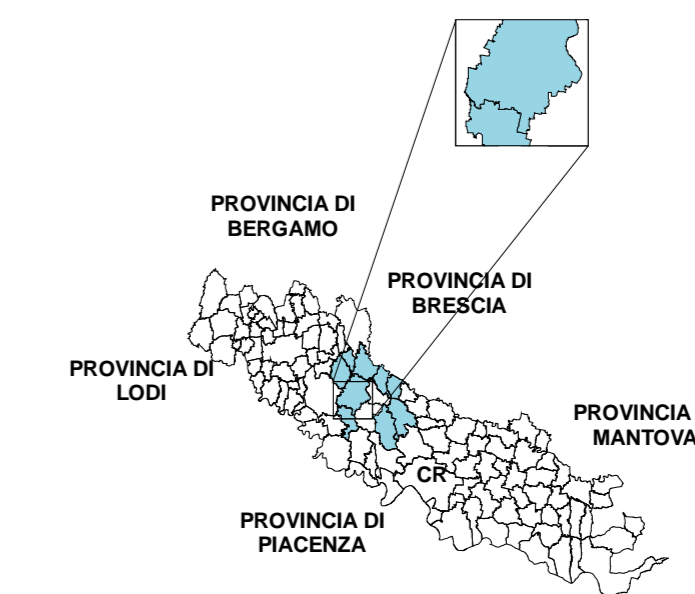 PROVINCIA DI
BERGAMO
PROVINCIA DI
BRESCIA
PROVINCIA DI
LODI
PROVINCIA
MANTOVA
CR
PROVINCIA DI
PIACENZA